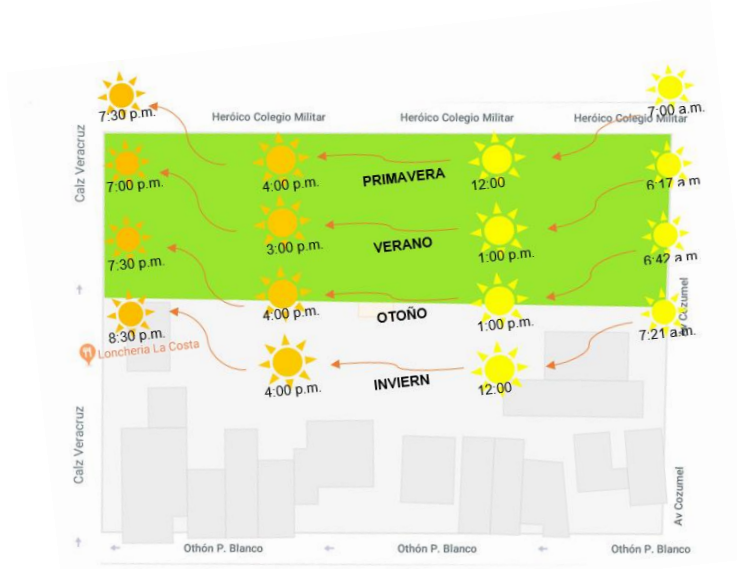 7:30 p.m.
Heróico Colegio Militar
Heróico Colegio Militar
Heróico Colegio Militar
7:00 a.m.
Calz Veracruz
7:00 p.m.
4:00 p.m.
PRIMAVERA
12:00
6:17 a m
7:30 p.m.
3:00 p.m.
VERANO
1:00 p.m.
6:42 a m
8:30 p.m.
4:00 p.m.
OTOÑO
1:00 p.m.
7:21 a.m.
Av Cozumel
Loncheria La Costa
4:00 p.m.
INVIERN
12:00
Calz Veracruz
Av Cozumel
Othón P. Blanco
Othón P. Blanco
Othón P. Blanco